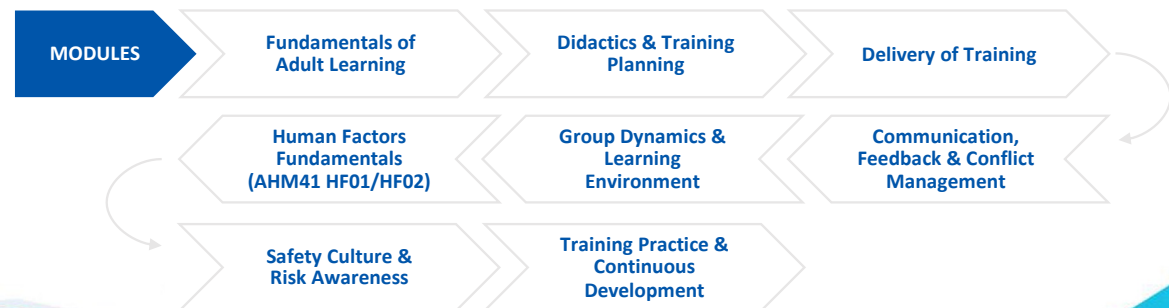 MODULES
Fundamentals of
Adult Learning
Didactics & Training
Planning
Delivery of Training
Communication,
Feedback & Conflict
Management
Group Dynamics &
Learning
Environment
Human Factors
Fundamentals
(AHM41 HF01/HF02)
Safety Culture &
Risk Awareness
Training Practice &
Continuous
Development